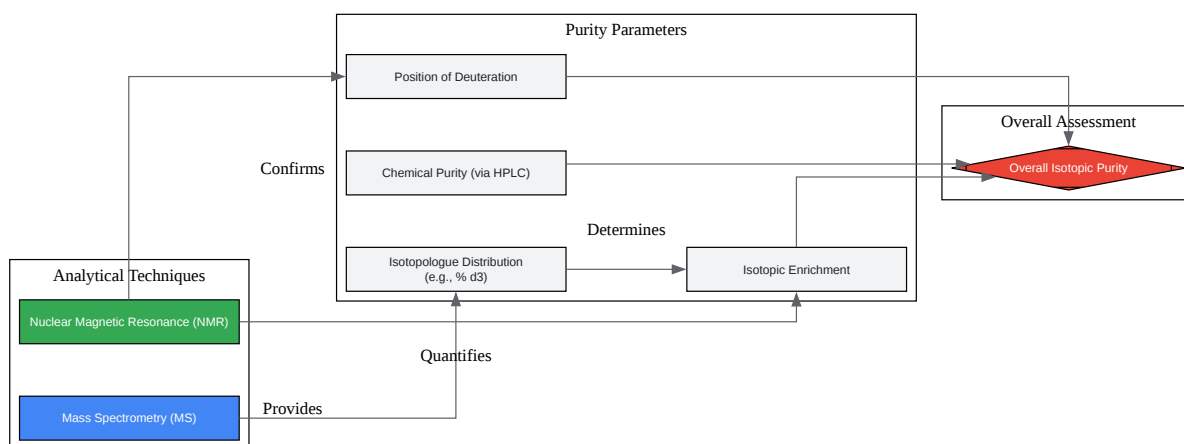 Purity Parameters
Position of Deuteration
Overall Assessment
Confirms
Chemical Purity (via HPLC)
Overall Isotopic Purity
Determines
Analytical Techniques
Isotopologue Distribution
(e.g., % d3)
Isotopic Enrichment
Nuclear Magnetic Resonance (NMR)
Quantifies
Mass Spectrometry (MS)
Provides